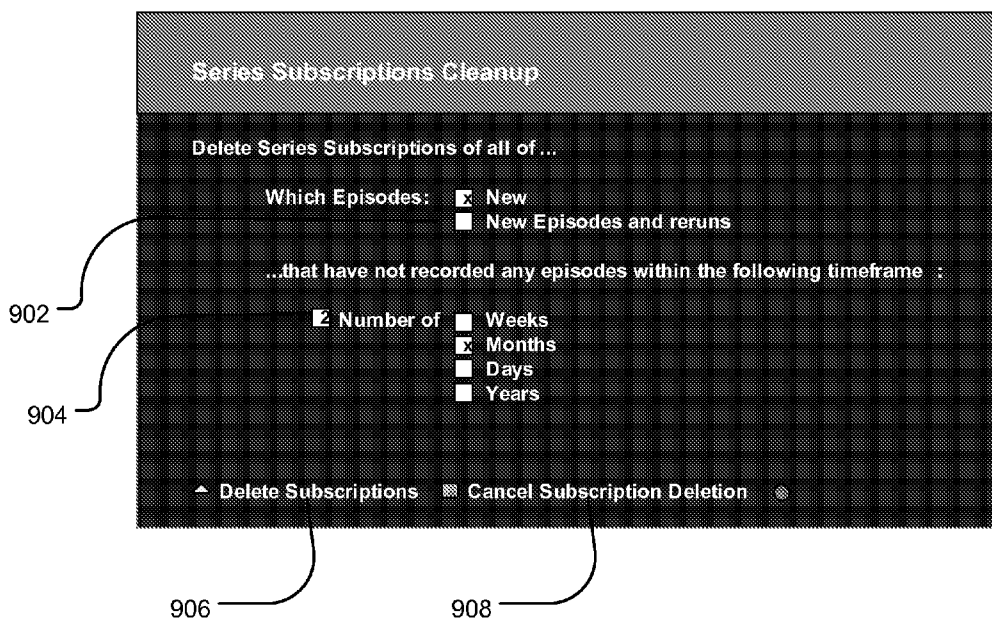 Series Subscriptions Cleanup
Delete Series Subscriptions of all of ...
Which Episodes: x New
New Episodes and reruns
...that have not recorded any episodes within the following timeframe :
902
2 Number of Weeks
x Months
Days
904
Years
Delete Subscriptions Cancel Subscription Deletion
906 908